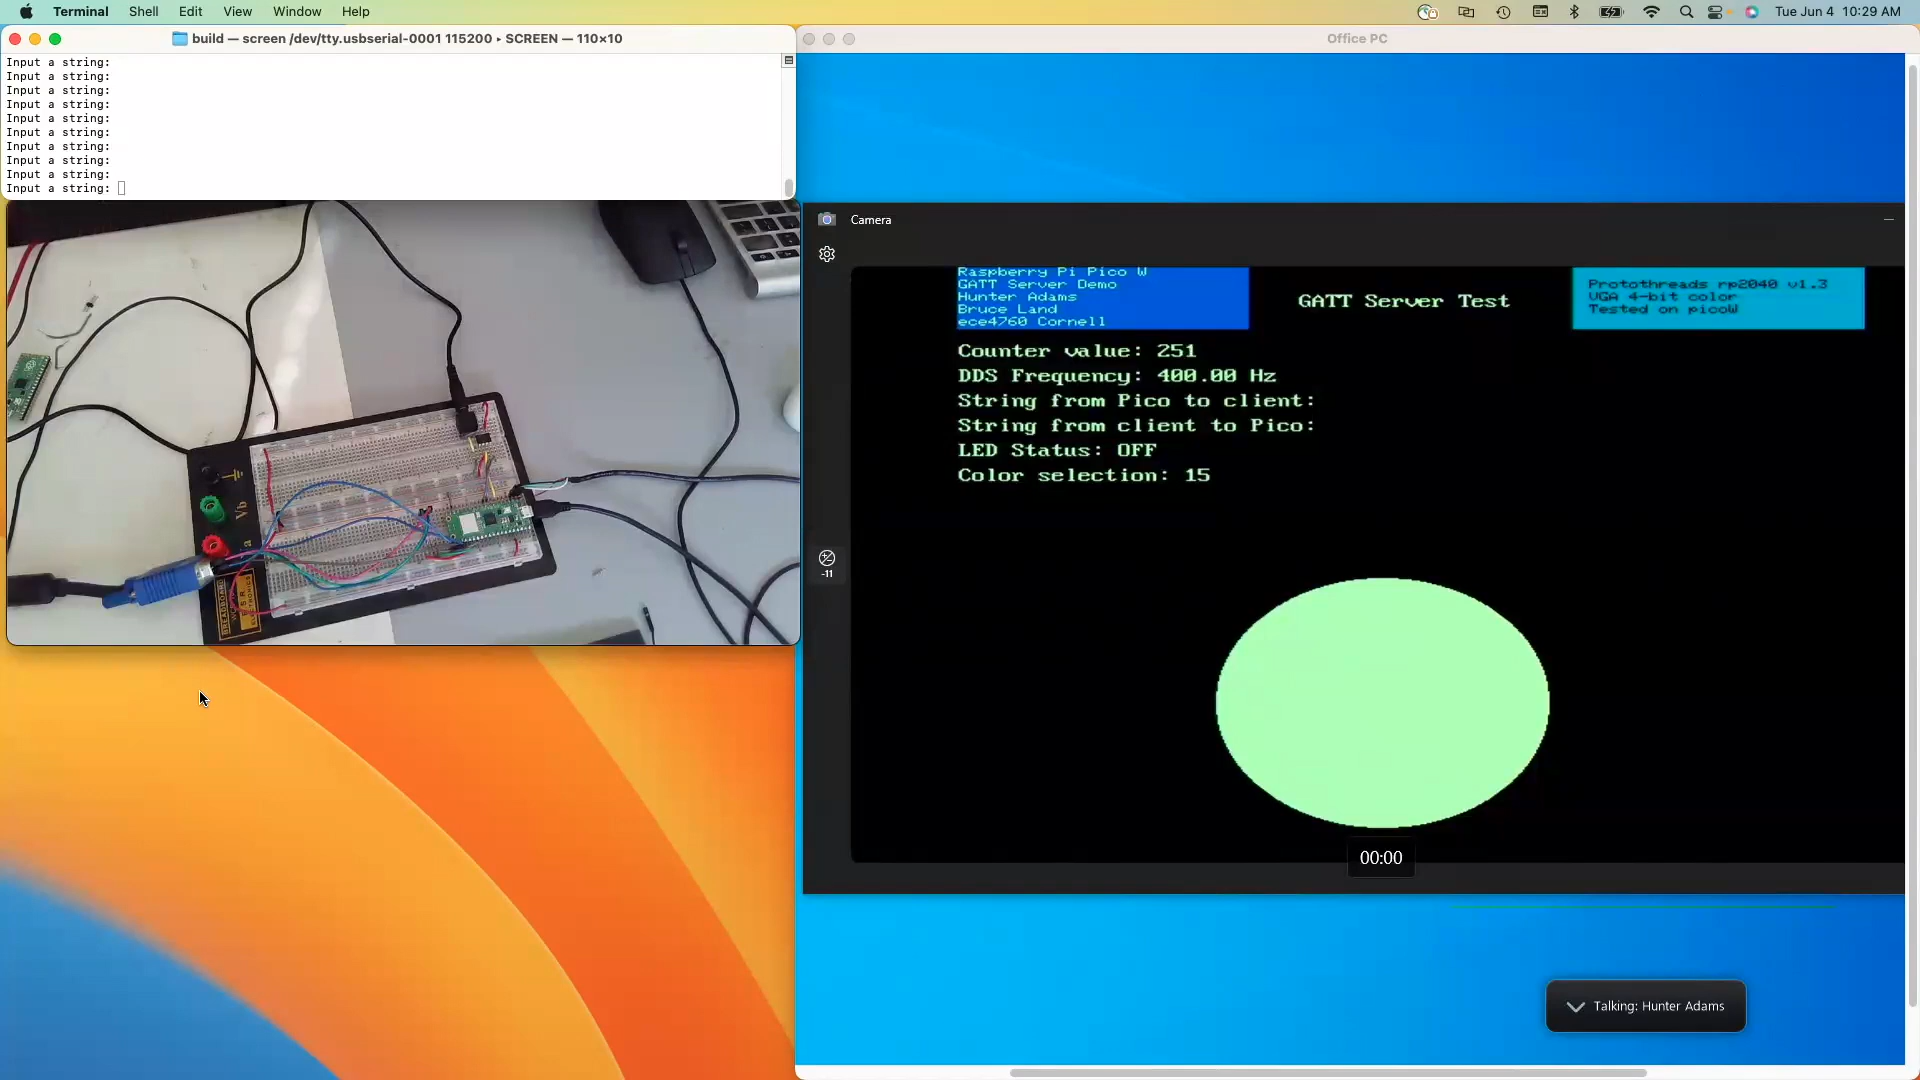 Terminal Shell Edit View Window Help
Tue Jun 4 10:29 AM
build — screen /dev/tty.usbserial-0001 115200 ▸ SCREEN — 110×10
Input a string:
Input a string:
Input a string:
Input a string:
Input a string:
Input a string:
Input a string:
Input a string:
Input a string:
Input a string:
Vb
a
BREADBOARD
ELECTRONICS
Office PC
Camera
-11
Raspberry Pi Pico W
GATT Server Demo
Hunter Adams
Bruce Land
ece4760 Cornell
GATT Server Test
Protothreads rp2040 v1.3
VGA 4-bit color
Tested on picoW
Counter value: 251
DDS Frequency: 400.00 Hz
String from Pico to client:
String from client to Pico:
LED Status: OFF
Color selection: 15
00:00
Talking: Hunter Adams